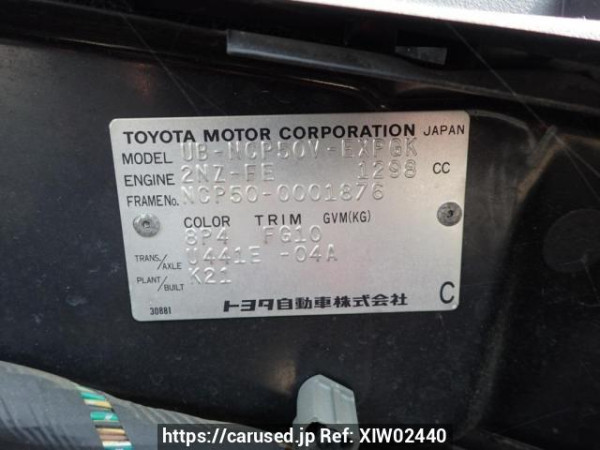 TOYOTA MOTOR CORPORATION JAPAN
MODEL UB-NCP50V-EXPGK
ENGINE 2NZ-FE 1298 CC
FRAME No. NCP50-0001876
COLOR TRIM GVM(KG)
8P4 FG10
TRANS./AXLE U441E -04A
PLANT/BUILT K21
トヨタ自動車株式会社 C
30881
https://carused.jp Ref: XIW02440